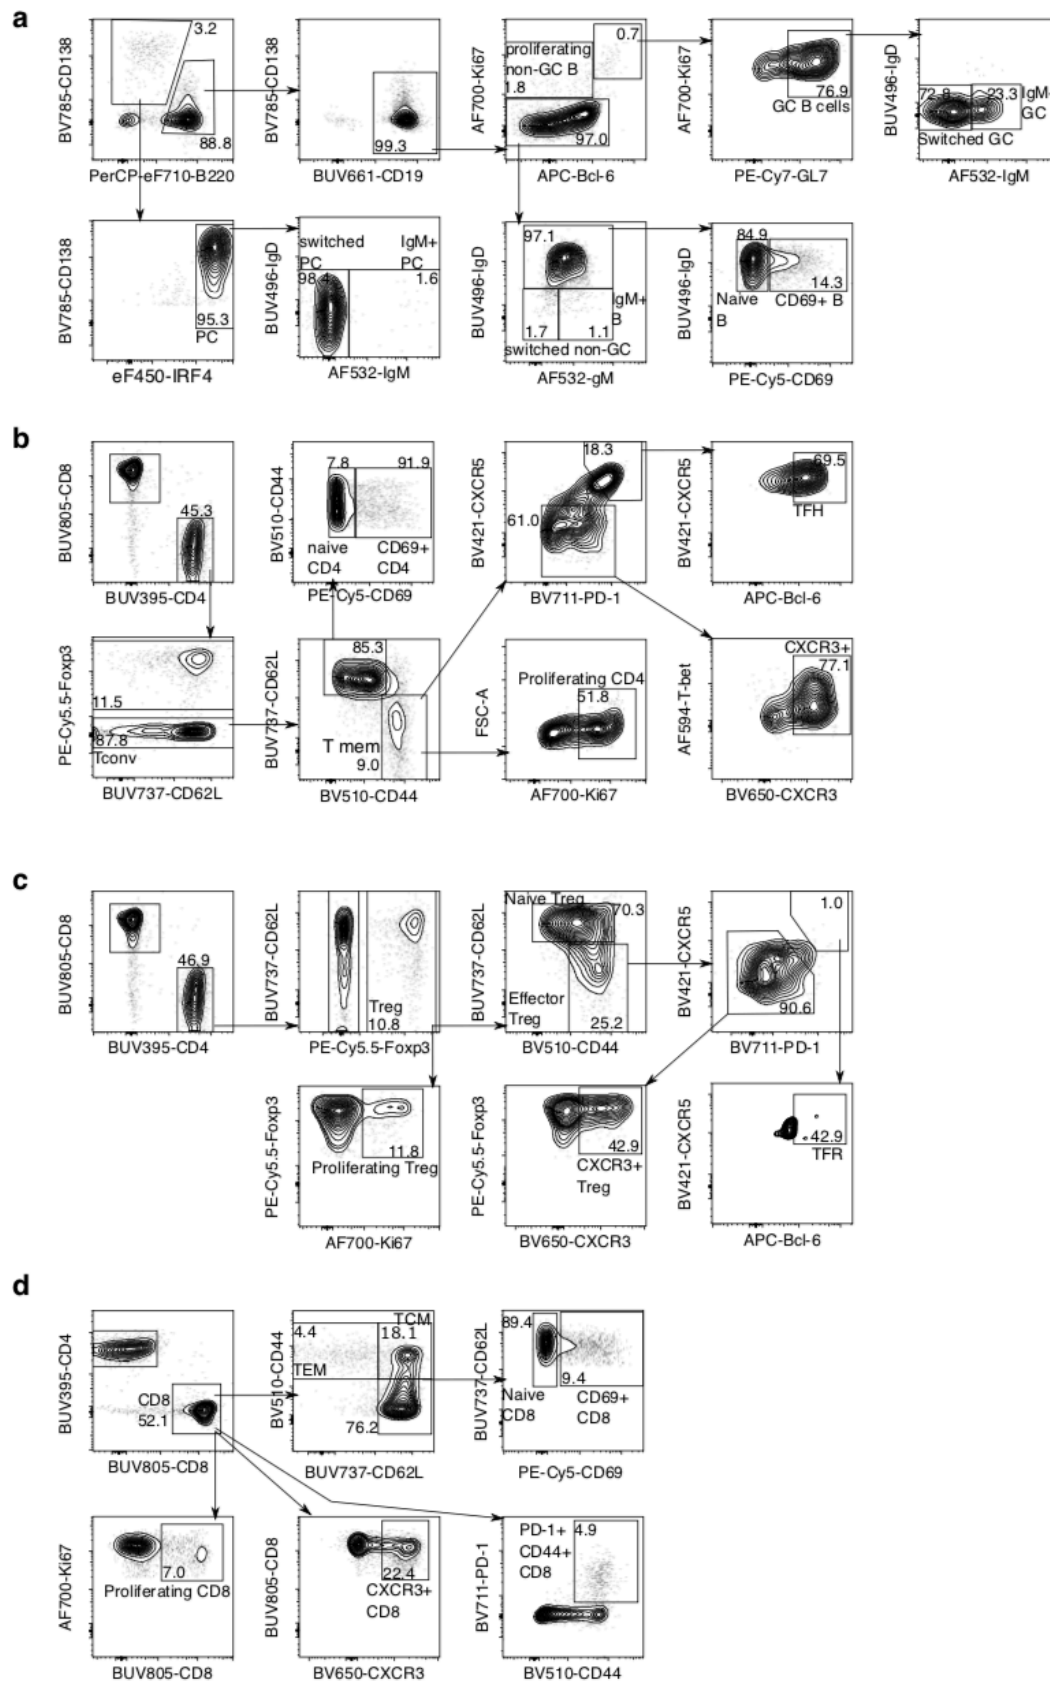 a
BV785-CD138
3.2
88.8
PerCP-eF710-B220
BV785-CD138
99.3
BUV661-CD19
AF700-Ki67
0.7
proliferating
non-GC B
1.8
97.0
APC-Bcl-6
AF700-Ki67
76.9
GC B cells
PE-Cy7-GL7
BUV496-IgD
72.8
23.3
IgM+
GC
Switched GC
AF532-IgM
BV785-CD138
95.3
PC
eF450-IRF4
BUV496-IgD
switched
PC
98.4
IgM+
PC
1.6
AF532-IgM
BUV496-IgD
97.1
IgM+
B
1.7
1.1
switched non-GC
AF532-gM
BUV496-IgD
84.9
14.3
Naive
B
CD69+ B
PE-Cy5-CD69
b
BUV805-CD8
45.3
BUV395-CD4
BV510-CD44
7.8
91.9
naive
CD4
CD69+
CD4
PE-Cy5-CD69
BV421-CXCR5
18.3
61.0
BV711-PD-1
BV421-CXCR5
69.5
TFH
APC-Bcl-6
PE-Cy5.5-Foxp3
11.5
87.8
Tconv
BUV737-CD62L
BUV737-CD62L
85.3
T mem
9.0
BV510-CD44
FSC-A
Proliferating CD4
51.8
AF700-Ki67
AF594-T-bet
CXCR3+
77.1
BV650-CXCR3
c
BUV805-CD8
46.9
BUV395-CD4
BUV737-CD62L
Treg
10.8
PE-Cy5.5-Foxp3
BUV737-CD62L
Naive Treg
70.3
Effector
Treg
25.2
BV510-CD44
BV421-CXCR5
1.0
90.6
BV711-PD-1
PE-Cy5.5-Foxp3
11.8
Proliferating Treg
AF700-Ki67
PE-Cy5.5-Foxp3
42.9
CXCR3+
Treg
BV650-CXCR3
BV421-CXCR5
42.9
TFR
APC-Bcl-6
d
BUV395-CD4
CD8
52.1
BUV805-CD8
BV510-CD44
TCM
4.4
18.1
TEM
76.2
BUV737-CD62L
BUV737-CD62L
89.4
9.4
Naive
CD8
CD69+
CD8
PE-Cy5-CD69
AF700-Ki67
7.0
Proliferating CD8
BUV805-CD8
BUV805-CD8
22.4
CXCR3+
CD8
BV650-CXCR3
BV711-PD-1
PD-1+
CD44+
CD8
4.9
BV510-CD44